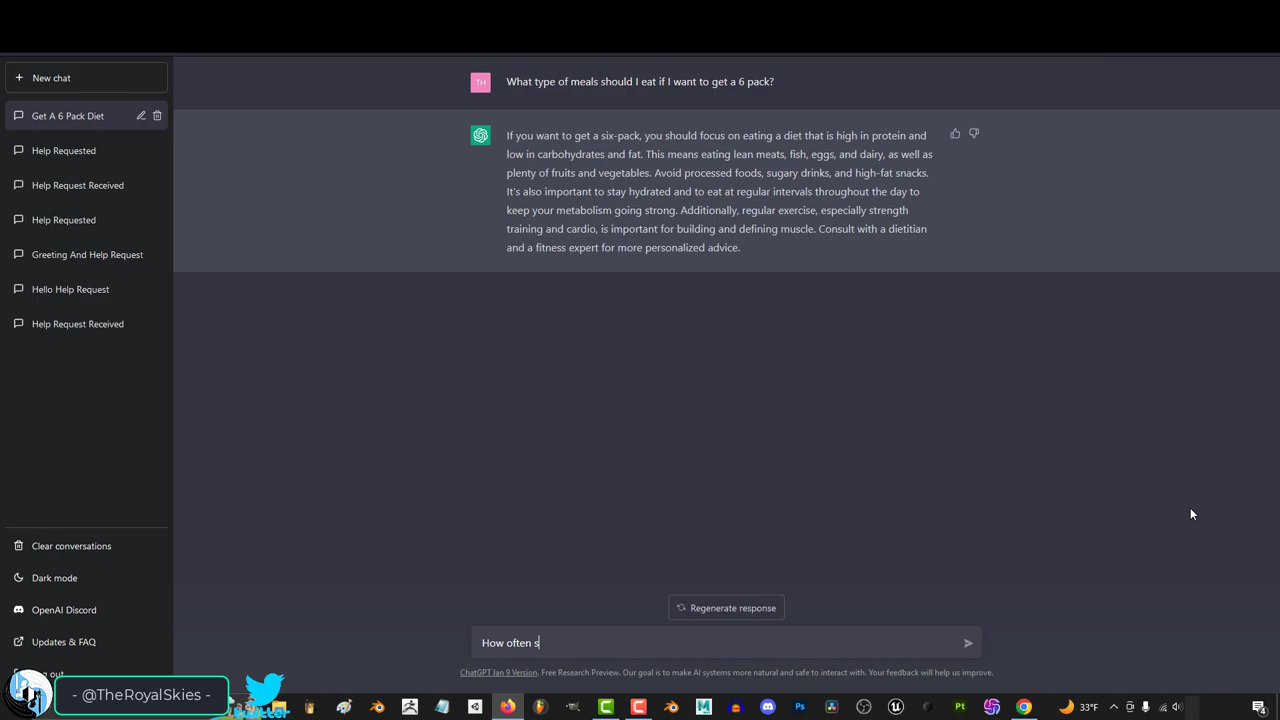 New chat
Get A 6 Pack Diet
Help Requested
Help Request Received
Help Requested
Greeting And Help Request
Hello Help Request
Help Request Received
Clear conversations
Dark mode
OpenAI Discord
Updates & FAQ
out
- @TheRoyalSkies -
twitter
TH
What type of meals should I eat if I want to get a 6 pack?
If you want to get a six-pack, you should focus on eating a diet that is high in protein and
low in carbohydrates and fat. This means eating lean meats, fish, eggs, and dairy, as well as
plenty of fruits and vegetables. Avoid processed foods, sugary drinks, and high-fat snacks.
It's also important to stay hydrated and to eat at regular intervals throughout the day to
keep your metabolism going strong. Additionally, regular exercise, especially strength
training and cardio, is important for building and defining muscle. Consult with a dietitian
and a fitness expert for more personalized advice.
Regenerate response
How often s
ChatGPT Jan 9 Version. Free Research Preview. Our goal is to make AI systems more natural and safe to interact with. Your feedback will help us improve.
33°F